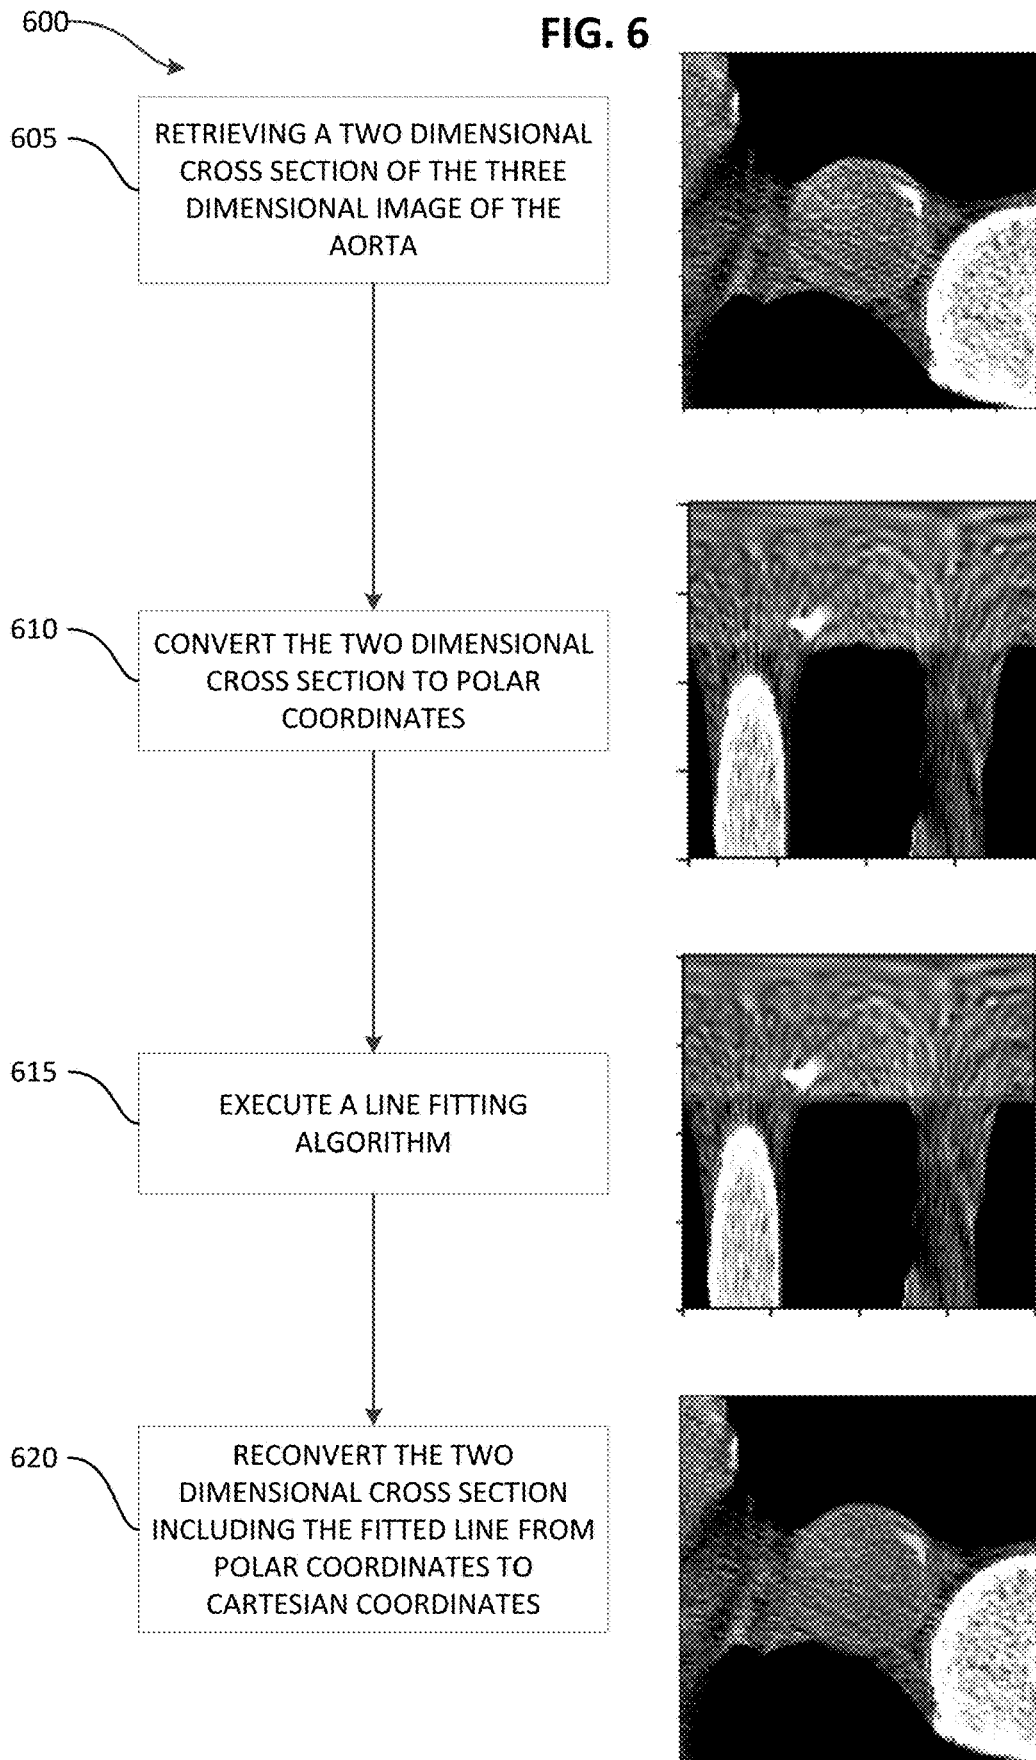 600
FIG. 6
605
RETRIEVING A TWO DIMENSIONAL
CROSS SECTION OF THE THREE
DIMENSIONAL IMAGE OF THE
AORTA
610
CONVERT THE TWO DIMENSIONAL
CROSS SECTION TO POLAR
COORDINATES
615
EXECUTE A LINE FITTING
ALGORITHM
620
RECONVERT THE TWO
DIMENSIONAL CROSS SECTION
INCLUDING THE FITTED LINE FROM
POLAR COORDINATES TO
CARTESIAN COORDINATES